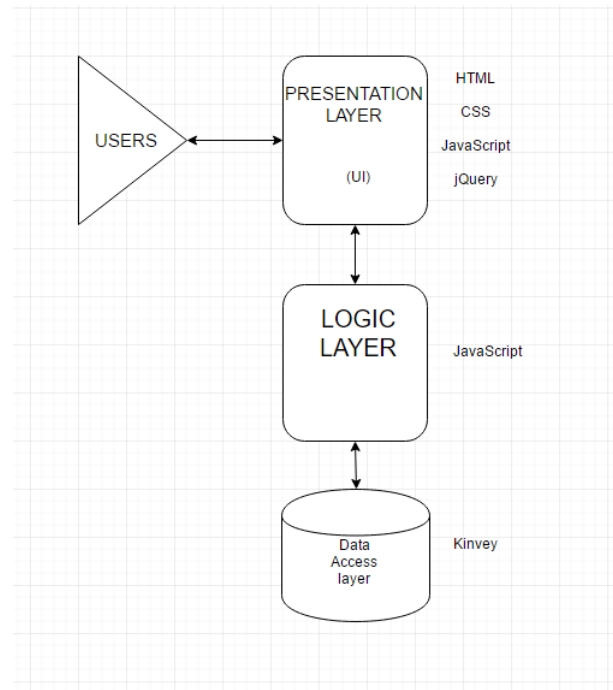 USERS
PRESENTATION
LAYER
(UI)
HTML
CSS
JavaScript
jQuery
LOGIC
LAYER
JavaScript
Data
Access
layer
Kinvey